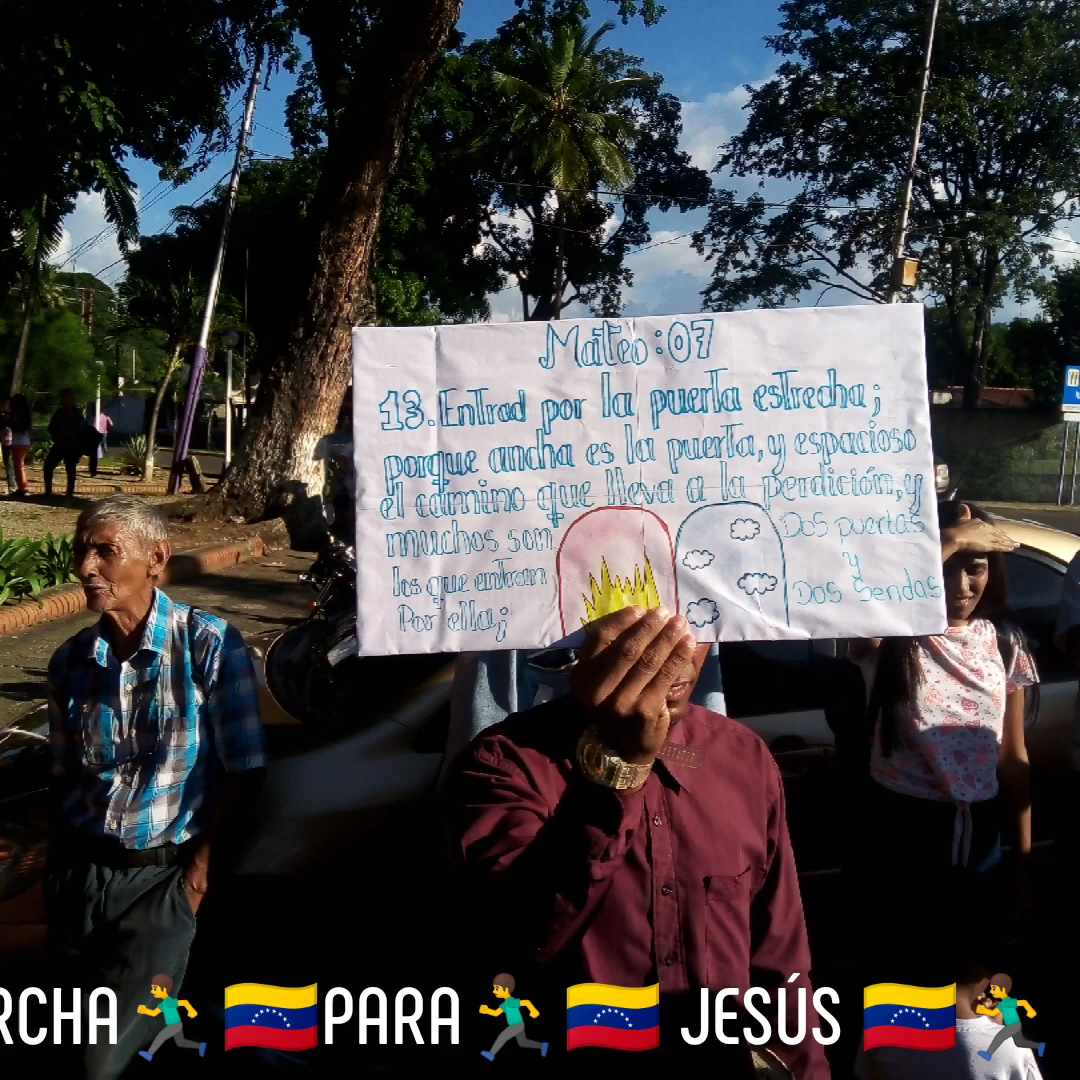 Mateo:07
13. Entrad por la puerta estrecha;
porque ancha es la puerta, y espacioso
el camino que lleva a la perdición, y
muchos son
los que entran
Por ella;
Dos puertas
y
Dos Sendas
RCHA 🏃‍♂️ 🇻🇪PARA🏃‍♂️ 🇻🇪 JESÚS 🇻🇪 🏃‍♂️